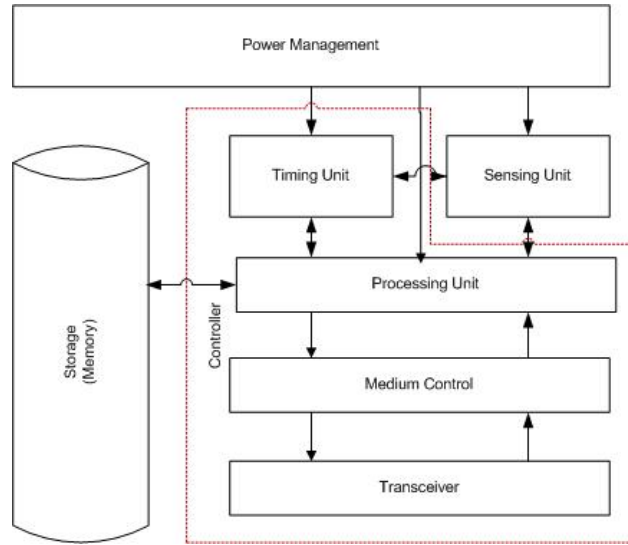 Power Management
Timing Unit
Sensing Unit
Processing Unit
Controller
Storage
(Memory)
Medium Control
Transceiver